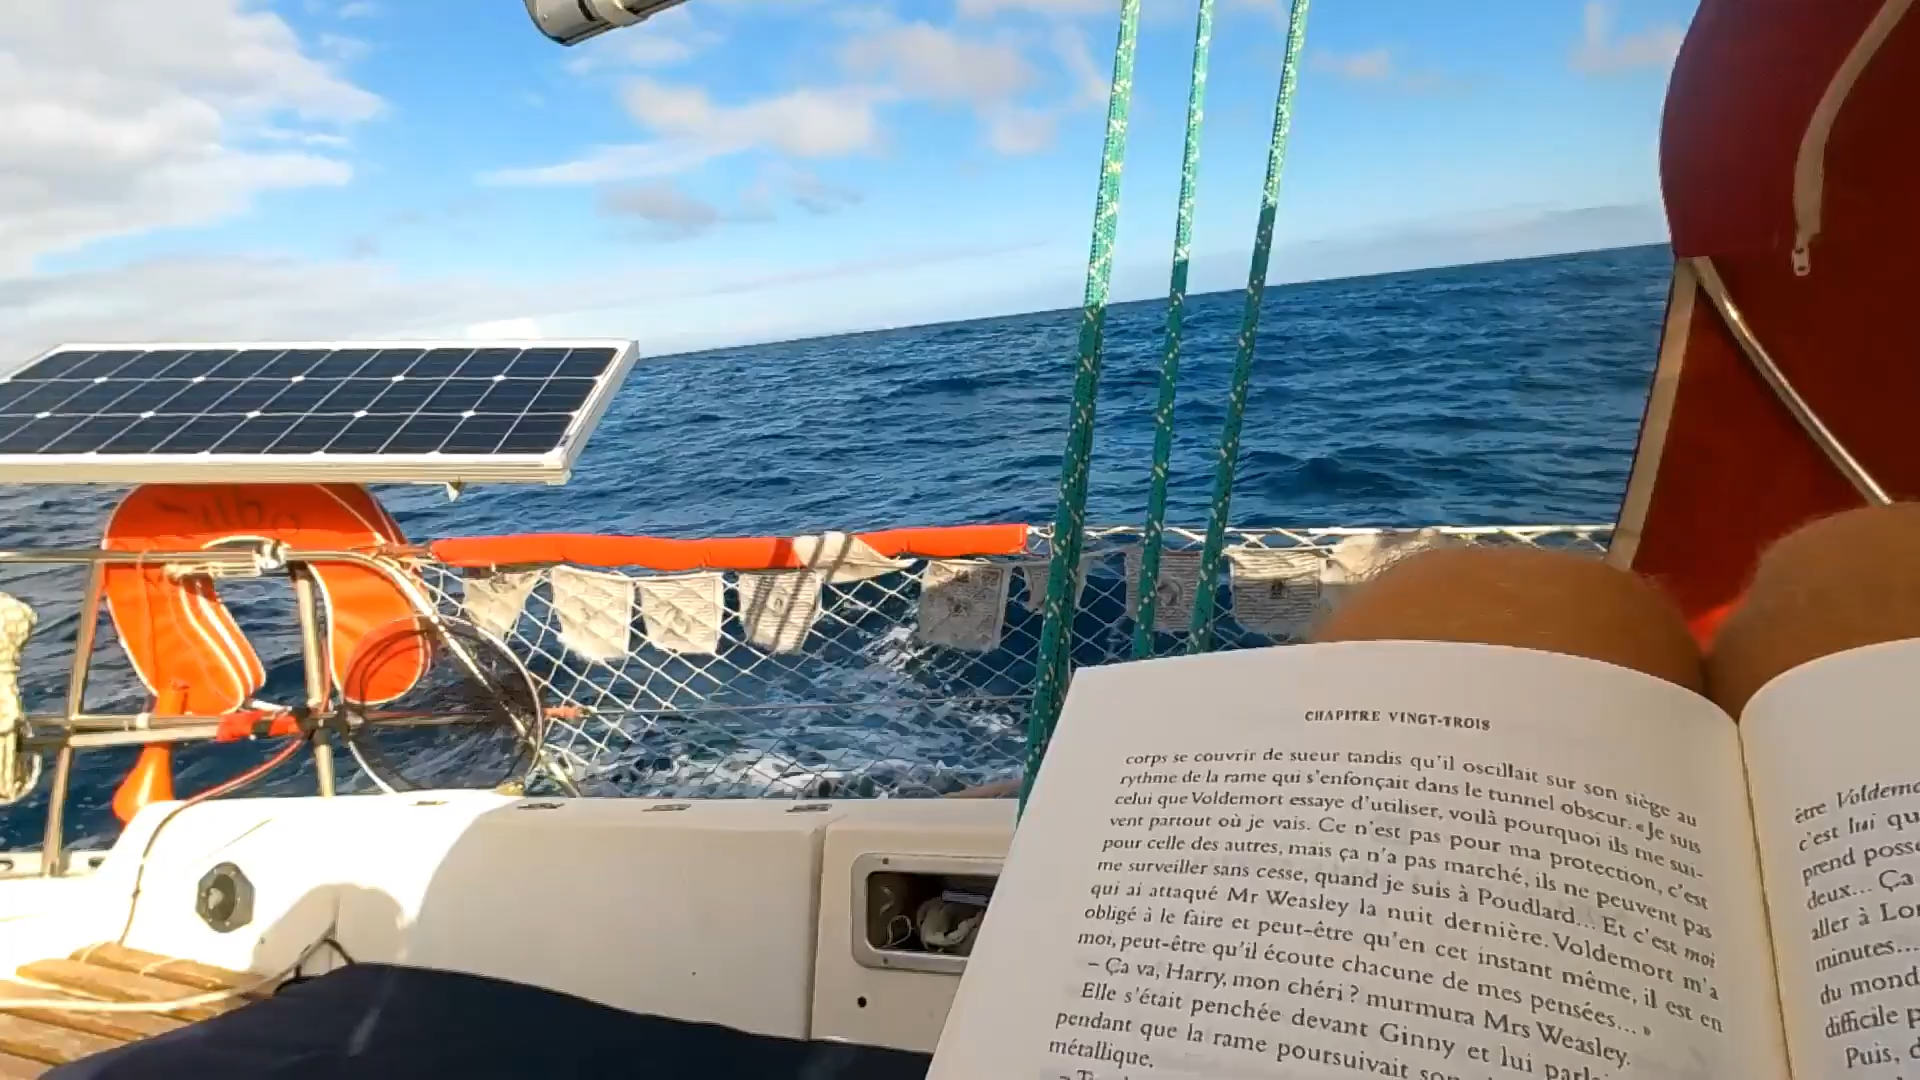 Bilbo
CHAPITRE VINGT-TROIS
corps se couvrir de sueur tandis qu'il oscillait sur son siège au
rythme de la rame qui s'enfonçait dans le tunnel obscur. « Je suis
celui que Voldemort essaye d'utiliser, voilà pourquoi ils me sui-
vent partout où je vais. Ce n'est pas pour ma protection, c'est
pour celle des autres, mais ça n'a pas marché, ils ne peuvent pas
me surveiller sans cesse, quand je suis à Poudlard... Et c'est moi
qui ai attaqué Mr Weasley la nuit dernière. Voldemort m'a
obligé à le faire et peut-être qu'en cet instant même, il est en
moi, peut-être qu'il écoute chacune de mes pensées... »
– Ça va, Harry, mon chéri ? murmura Mrs Weasley.
Elle s'était penchée devant Ginny et lui
pendant que la rame poursuivait
métallique.
être
c'est lui
prend
deux... Ça
aller à
minutes...
du
difficile
Puis,